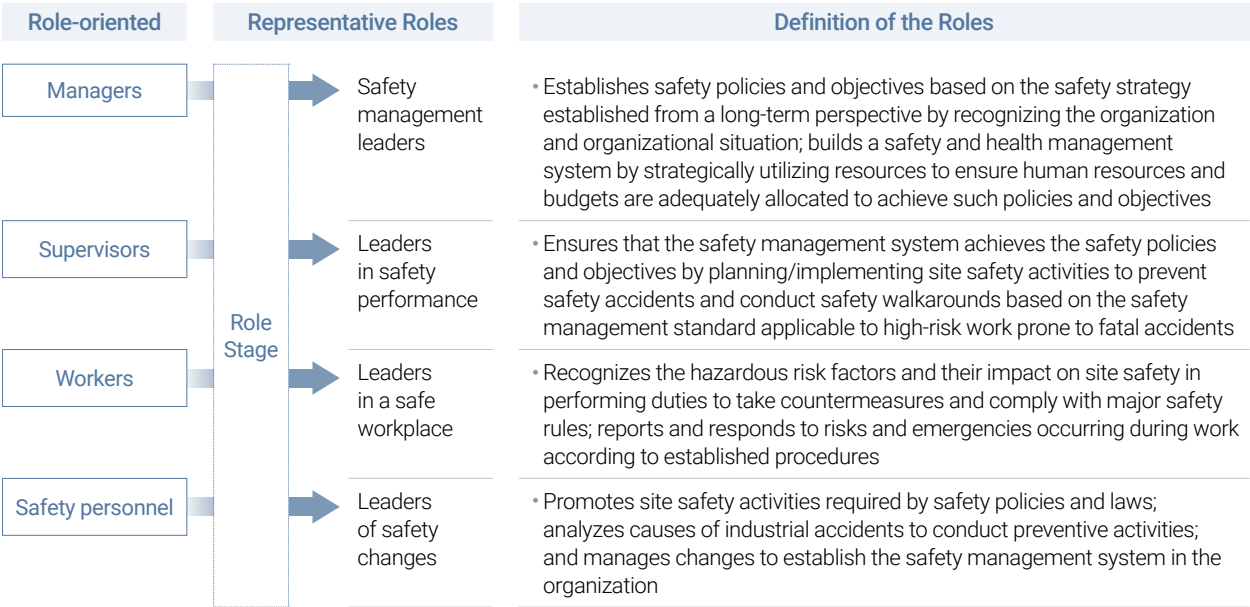 Role-oriented
Representative Roles
Definition of the Roles
Role
Stage
Managers
Safety
management
leaders
• Establishes safety policies and objectives based on the safety strategy
established from a long-term perspective by recognizing the organization
and organizational situation; builds a safety and health management
system by strategically utilizing resources to ensure human resources and
budgets are adequately allocated to achieve such policies and objectives
Supervisors
Leaders
in safety
performance
• Ensures that the safety management system achieves the safety policies
and objectives by planning/implementing site safety activities to prevent
safety accidents and conduct safety walkarounds based on the safety
management standard applicable to high-risk work prone to fatal accidents
Workers
Leaders
in a safe
workplace
• Recognizes the hazardous risk factors and their impact on site safety in
performing duties to take countermeasures and comply with major safety
rules; reports and responds to risks and emergencies occurring during work
according to established procedures
Safety personnel
Leaders
of safety
changes
• Promotes site safety activities required by safety policies and laws;
analyzes causes of industrial accidents to conduct preventive activities;
and manages changes to establish the safety management system in the
organization